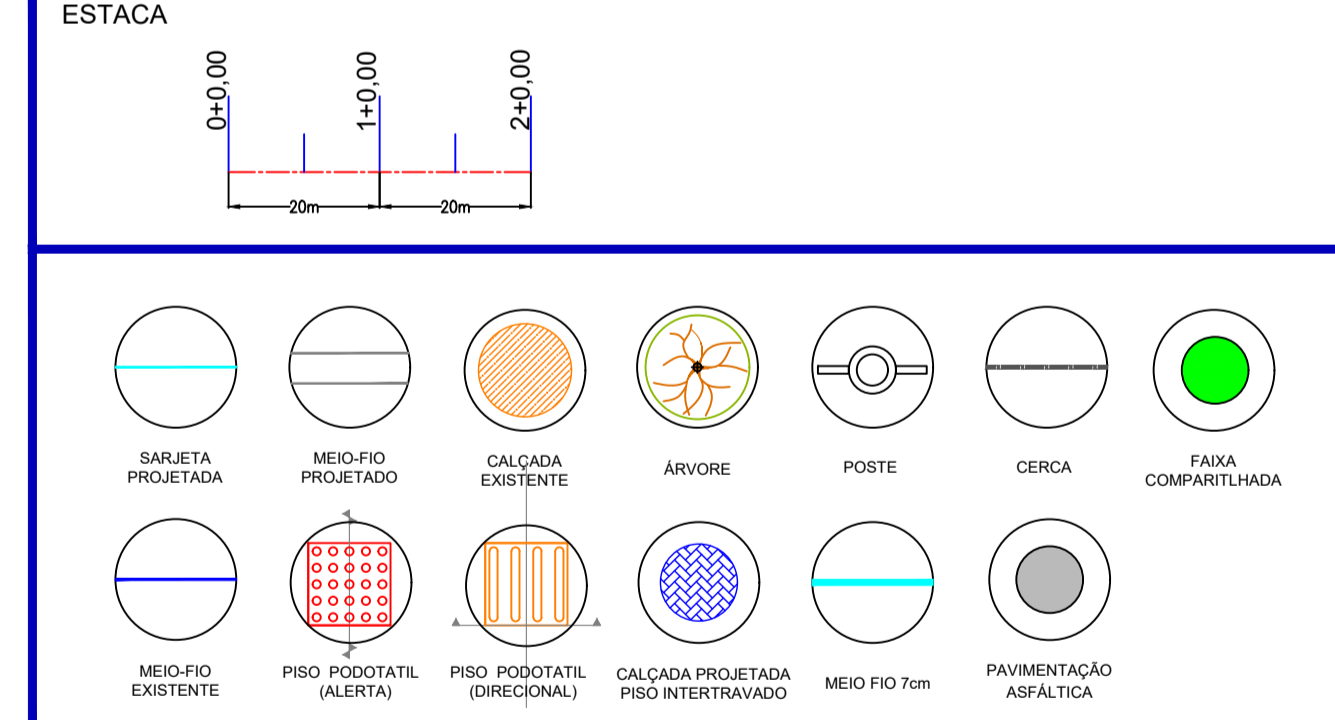 ESTACA
0+0,00
1+0,00
2+0,00
20m
20m
SARJETA
PROJETADA
MEIO-FIO
PROJETADO
CALÇADA
EXISTENTE
ÁRVORE
POSTE
CERCA
FAIXA
COMPARITLHADA
MEIO-FIO
EXISTENTE
PISO PODOTATIL
(ALERTA)
PISO PODOTATIL
(DIRECIONAL)
CALÇADA PROJETADA
PISO INTERTRAVADO
MEIO FIO 7cm
PAVIMENTAÇÃO
ASFÁLTICA